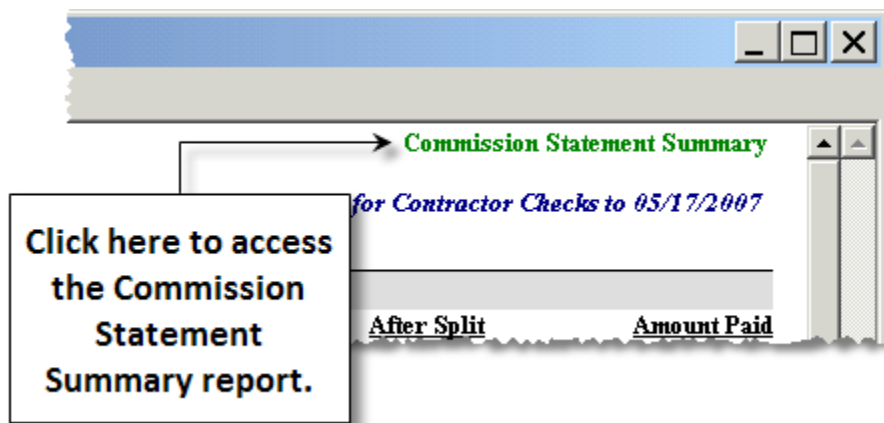 Commission Statement Summary
for Contractor Checks to 05/17/2007
Click here to access
the Commission
Statement
Summary report.
After Split Amount Paid